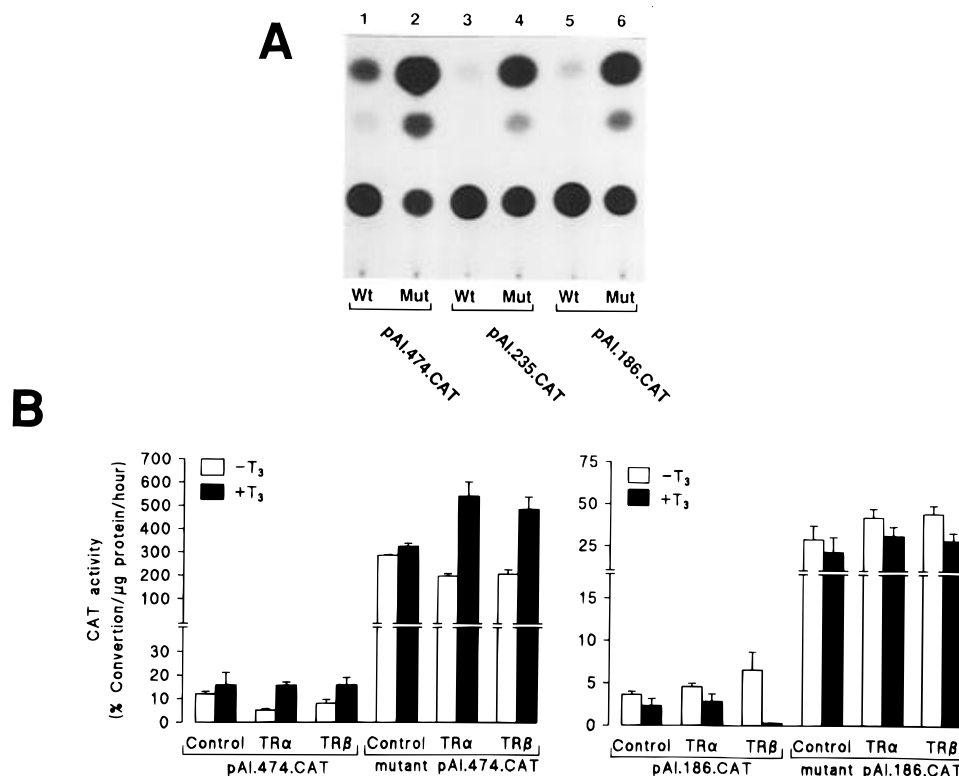 A
1 2 3 4 5 6
Wt Mut Wt Mut Wt Mut
pAI.474.CAT pAI.235.CAT pAI.186.CAT
B
CAT activity
(% Convertion/µg protein/hour)
700
600
500
400
300
200
100
30
20
10
0
-T3
+T3
Control TRα TRβ Control TRα TRβ
pAI.474.CAT mutant pAI.474.CAT
75
50
25
15
10
5
0
-T3
+T3
Control TRα TRβ Control TRα TRβ
pAI.186.CAT mutant pAI.186.CAT